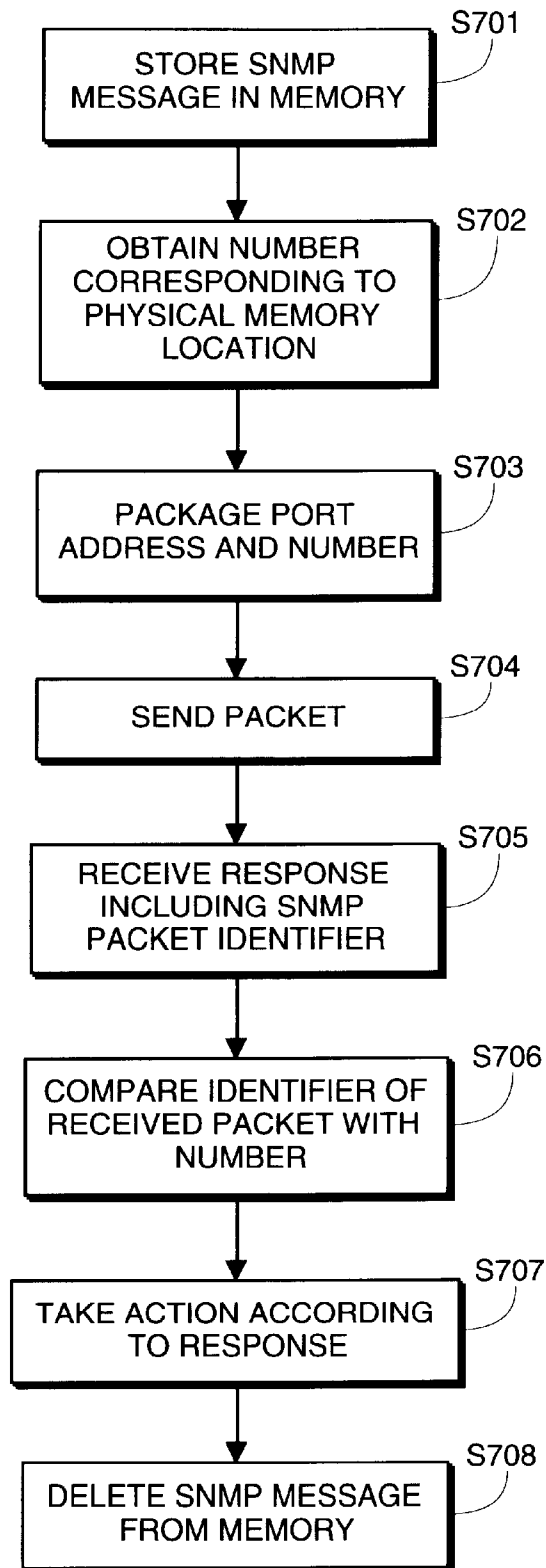 S701
STORE SNMP
MESSAGE IN MEMORY
S702
OBTAIN NUMBER
CORRESPONDING TO
PHYSICAL MEMORY
LOCATION
S703
PACKAGE PORT
ADDRESS AND NUMBER
S704
SEND PACKET
S705
RECEIVE RESPONSE
INCLUDING SNMP
PACKET IDENTIFIER
S706
COMPARE IDENTIFIER OF
RECEIVED PACKET WITH
NUMBER
S707
TAKE ACTION ACCORDING
TO RESPONSE
S708
DELETE SNMP MESSAGE
FROM MEMORY